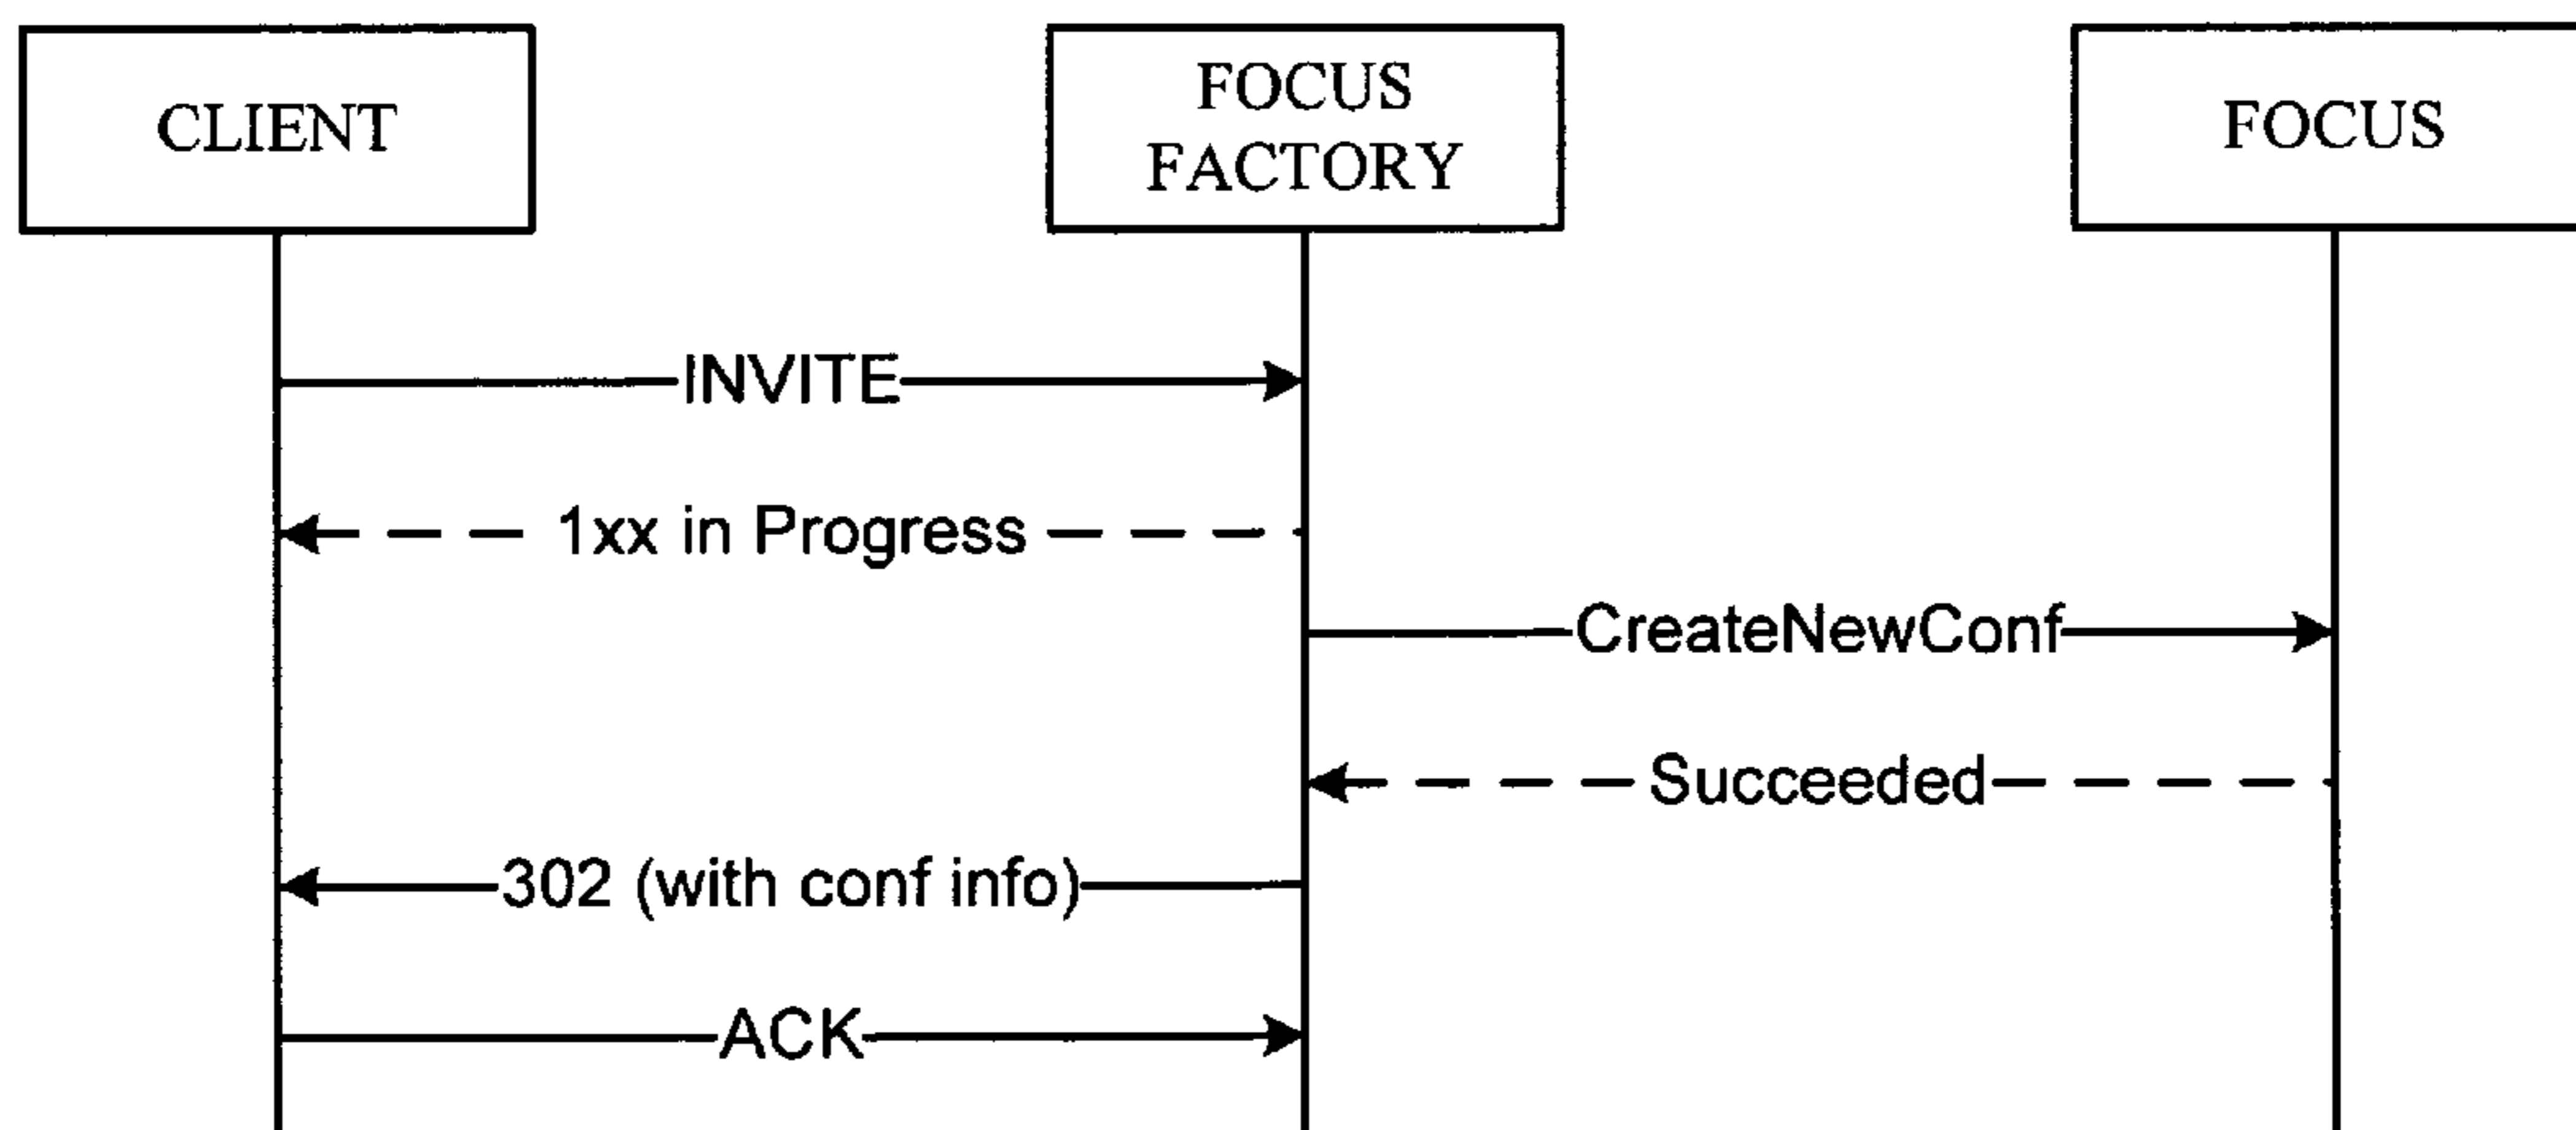 CLIENT
FOCUS
FACTORY
FOCUS
INVITE
1xx in Progress
CreateNewConf
Succeeded
302 (with conf info)
ACK